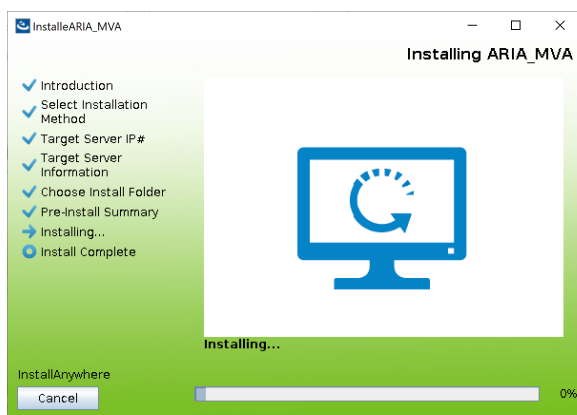 InstalleARIA_MVA
Installing ARIA_MVA
Introduction
Select Installation
Method
Target Server IP#
Target Server
Information
Choose Install Folder
Pre-Install Summary
Installing...
Install Complete
Installing...
InstallAnywhere
Cancel
0%